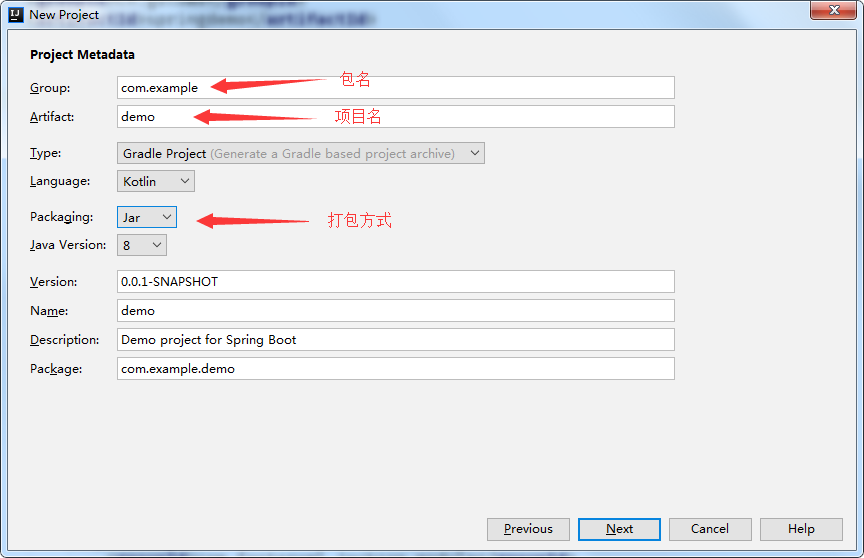 New Project
Project Metadata
Group: com.example 包名
Artifact: demo 项目名
Type: Gradle Project (Generate a Gradle based project archive)
Language: Kotlin
Packaging: Jar 打包方式
Java Version: 8
Version: 0.0.1-SNAPSHOT
Name: demo
Description: Demo project for Spring Boot
Package: com.example.demo
Previous Next Cancel Help